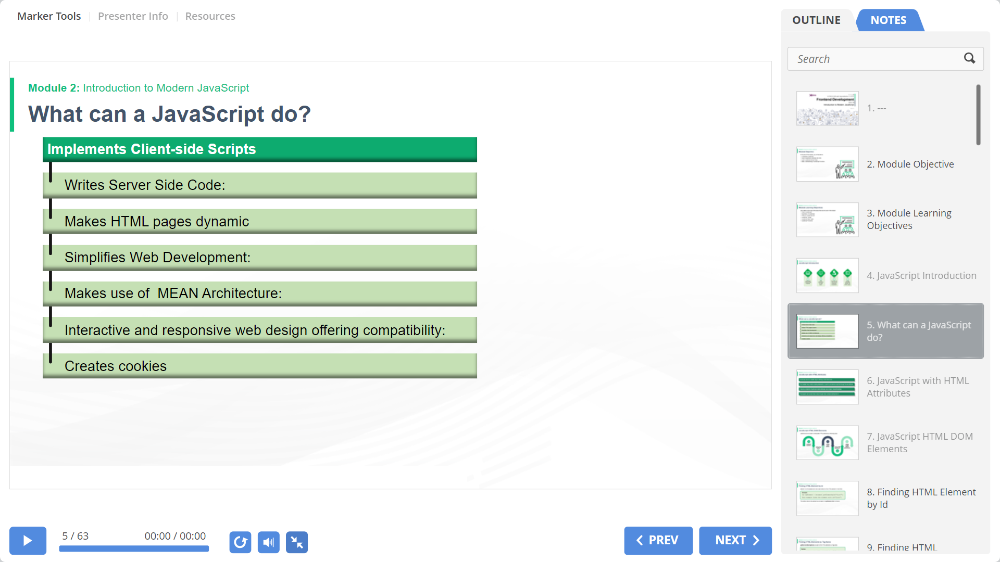 Marker Tools
Presenter Info
Resources
Module 2: Introduction to Modern JavaScript
What can a JavaScript do?
Implements Client-side Scripts
Writes Server Side Code:
Makes HTML pages dynamic
Simplifies Web Development:
Makes use of  MEAN Architecture:
Interactive and responsive web design offering compatibility:
Creates cookies
5 / 63
00:00 / 00:00
PREV
NEXT
OUTLINE
NOTES
Search
Frontend Development
1. ---
2. Module Objective
3. Module Learning
Objectives
4. JavaScript Introduction
5. What can a JavaScript
do?
6. JavaScript with HTML
Attributes
7. JavaScript HTML DOM
Elements
8. Finding HTML Element
by Id
9. Finding HTML